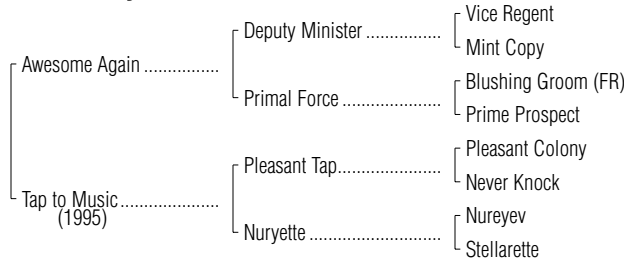 Vice Regent
Deputy Minister ................
Mint Copy
Awesome Again ................
Blushing Groom (FR)
Primal Force .....................
Prime Prospect
Pleasant Colony
Pleasant Tap......................
Never Knock
Tap to Music .....................
(1995)
Nureyev
Nuryette ............................
Stellarette